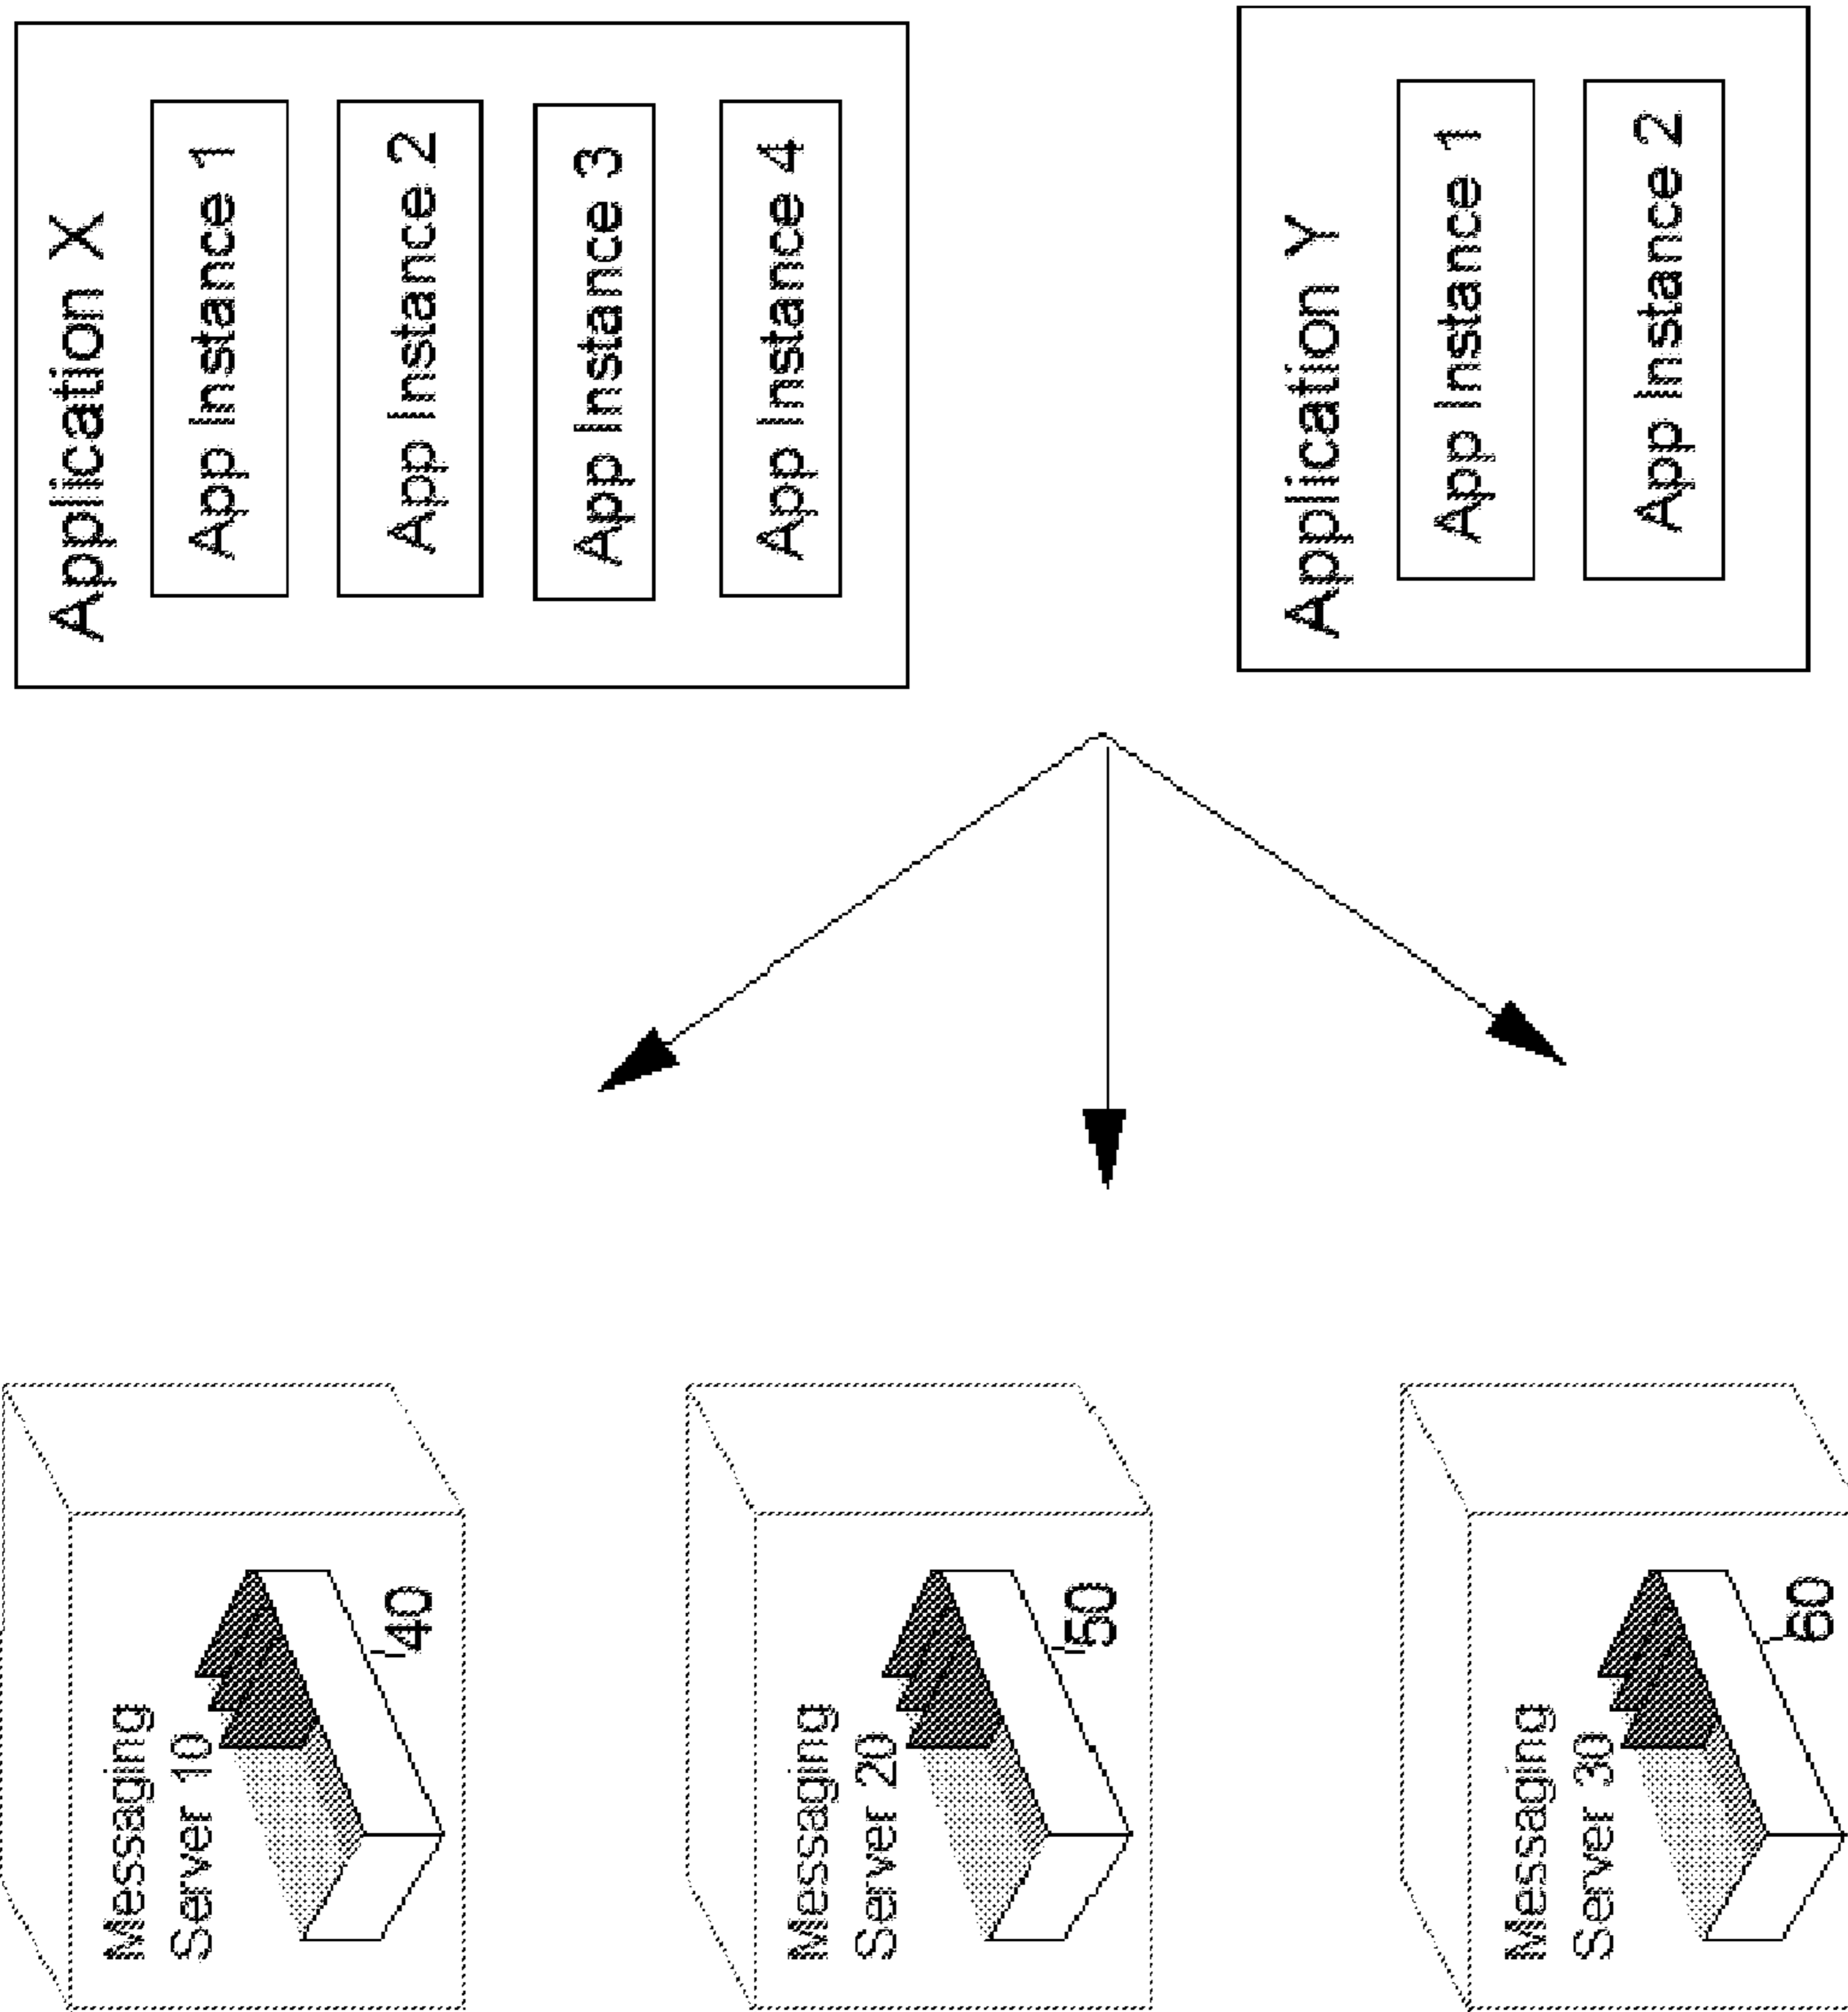 Messaging
Server 10
40
Messaging
Server 20
50
Messaging
Server 30
60
Application X
App Instance 1
App Instance 2
App Instance 3
App Instance 4
Application Y
App Instance 1
App Instance 2